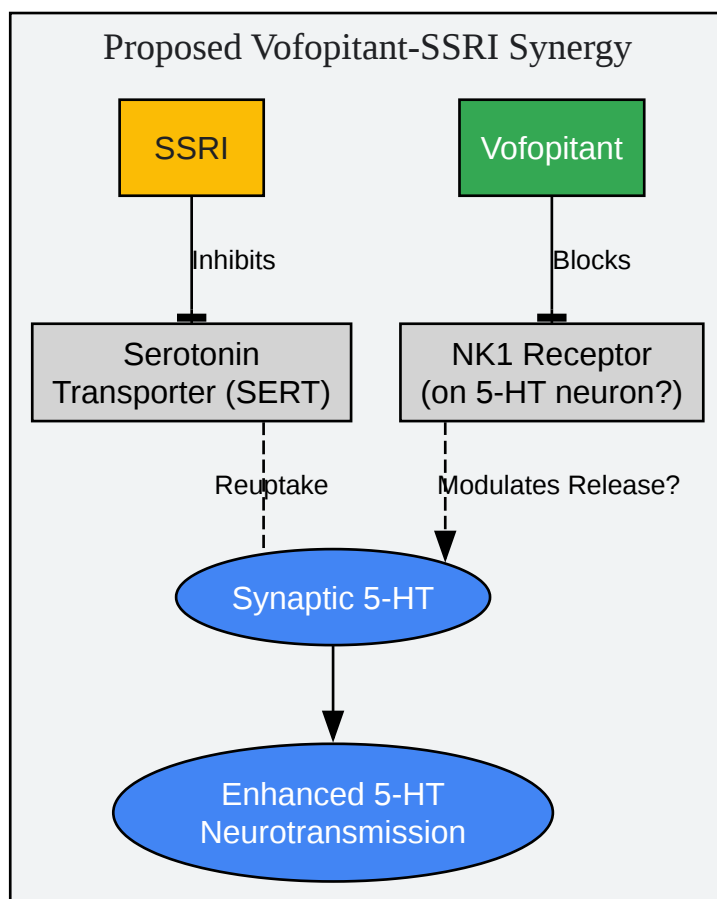 Proposed Vofopitant-SSRI Synergy
SSRI
Vofopitant
Inhibits
Blocks
Serotonin
Transporter (SERT)
NK1 Receptor
(on 5-HT neuron?)
Reuptake
Modulates Release?
Synaptic 5-HT
Enhanced 5-HT
Neurotransmission